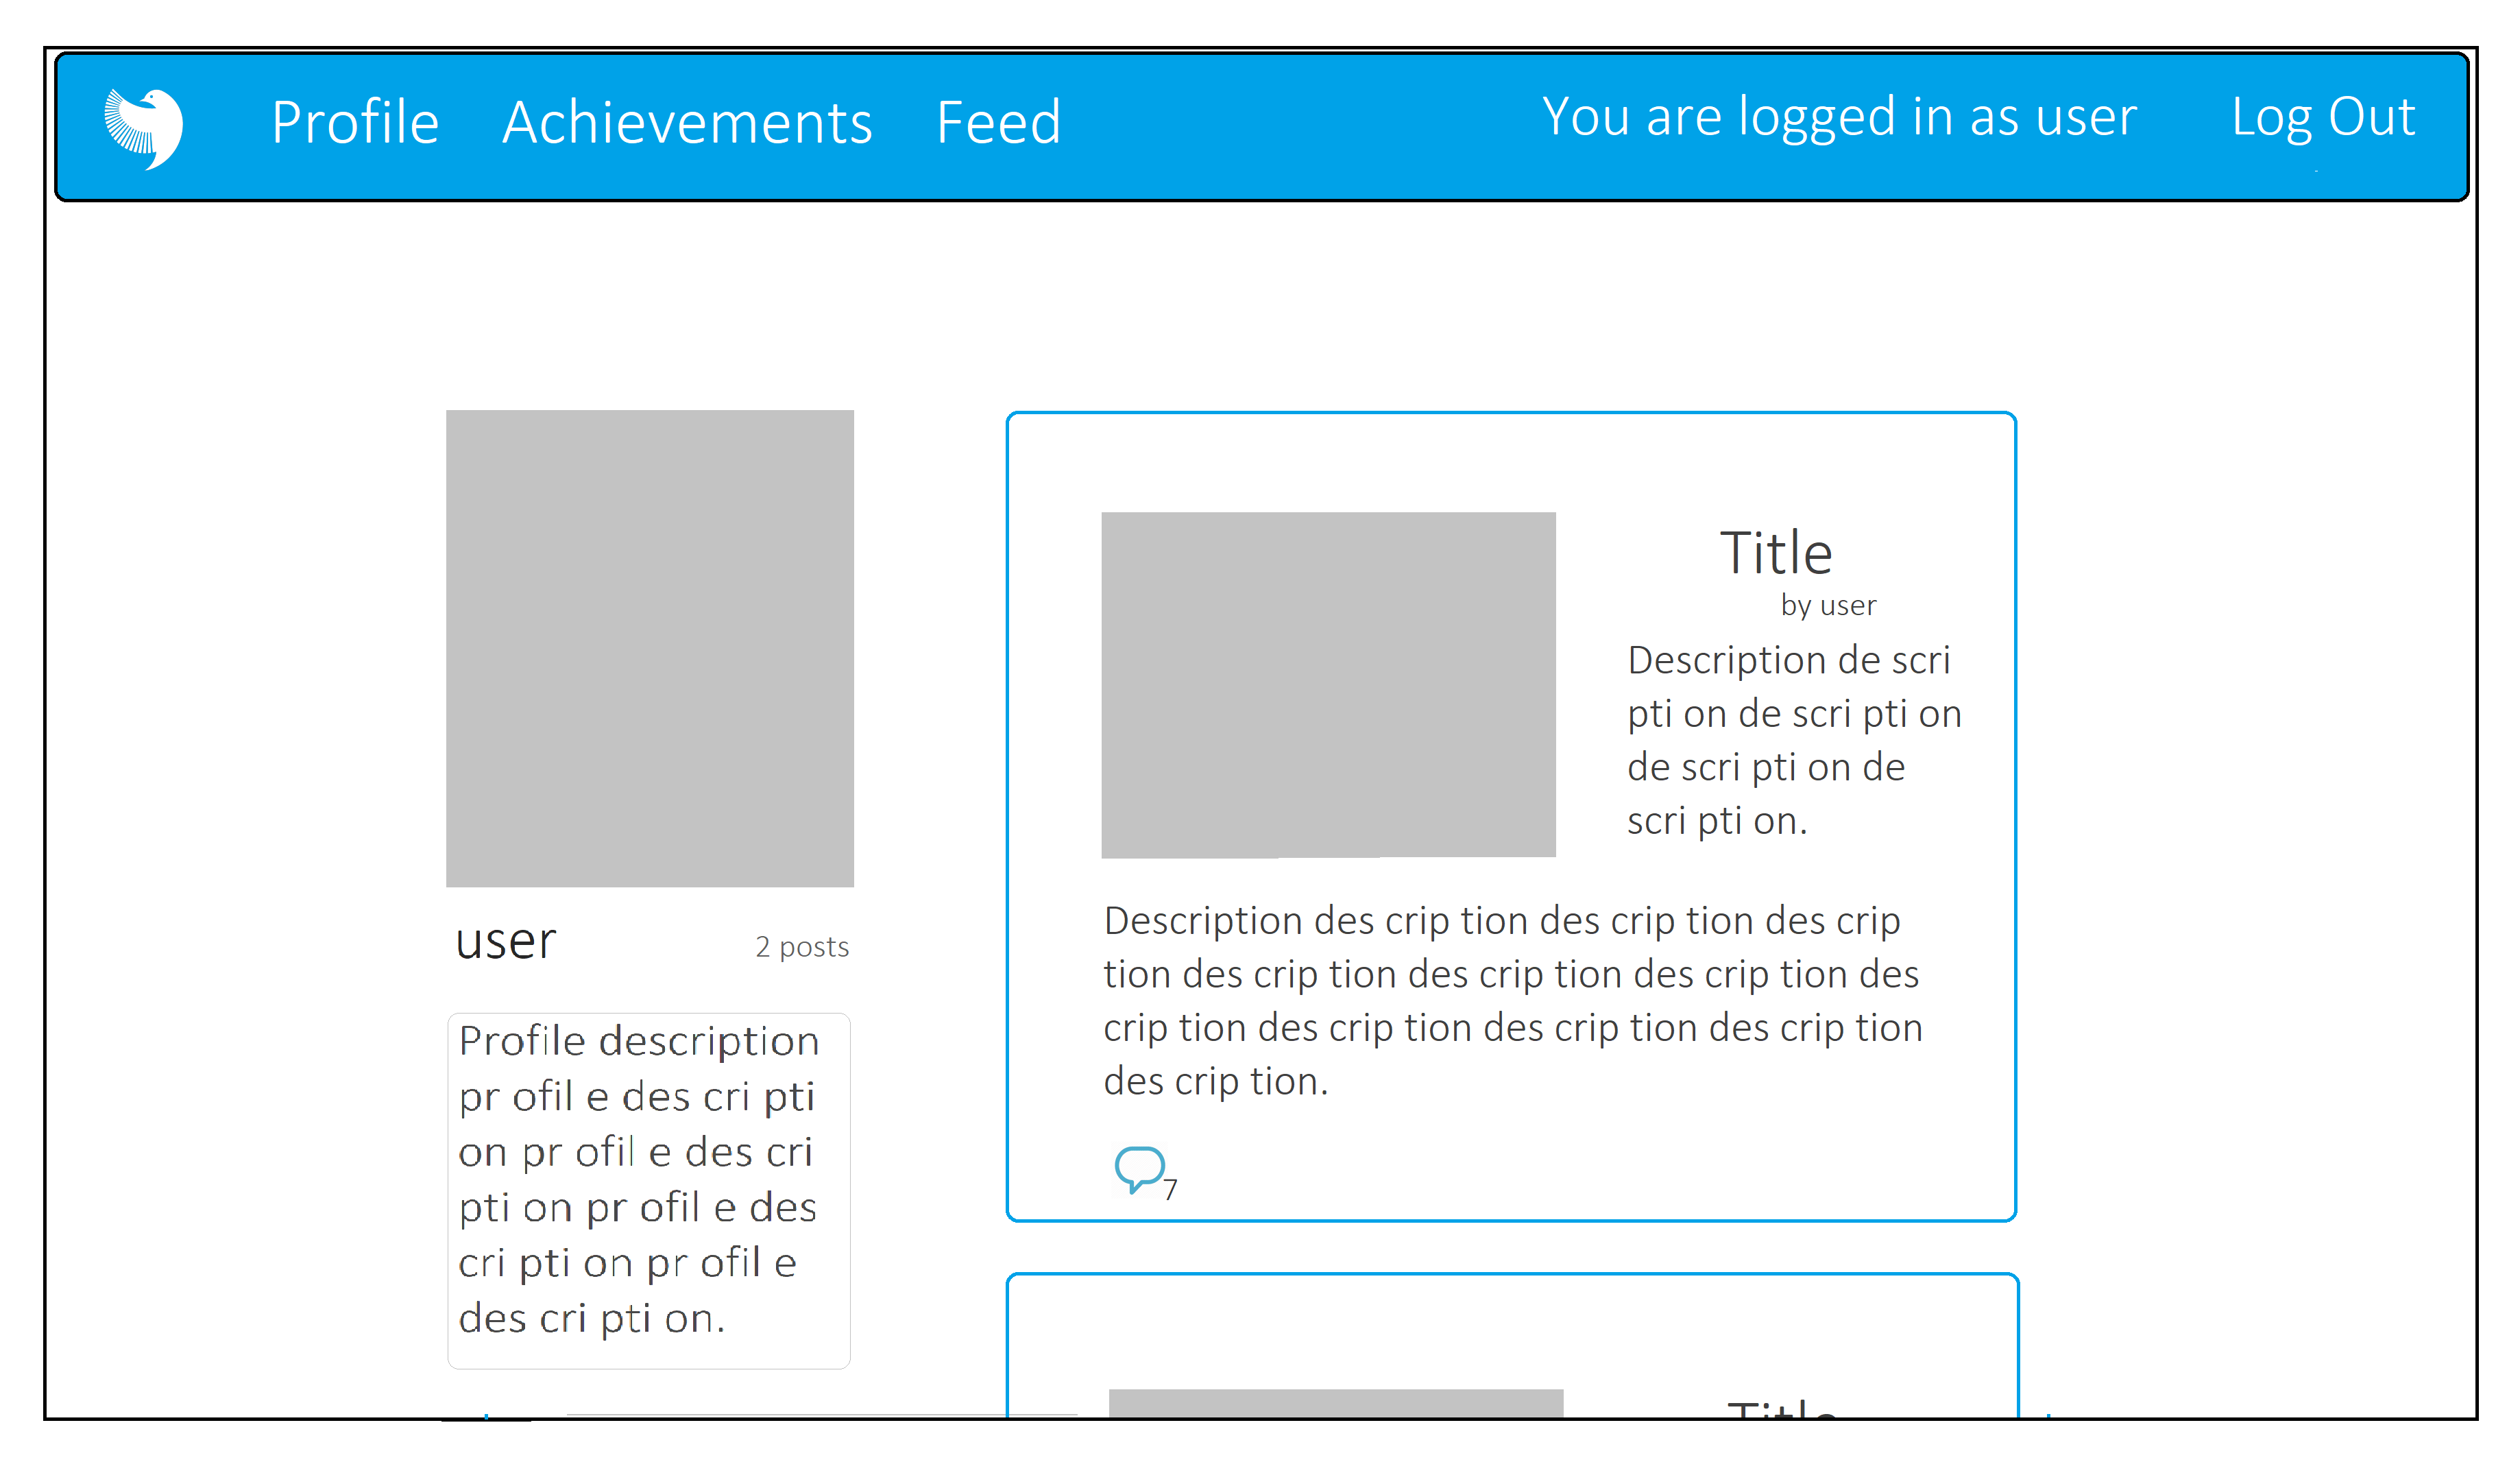 Profile Achievements Feed You are logged in as user Log Out
user 2 posts
Profile description
pr ofil e des cri pti
on pr ofil e des cri
pti on pr ofil e des
cri pti on pr ofil e
des cri pti on.
Title
by user
Description de scri
pti on de scri pti on
de scri pti on de
scri pti on.
Description des crip tion des crip tion des crip
tion des crip tion des crip tion des crip tion des
crip tion des crip tion des crip tion des crip tion
des crip tion.
7
Title